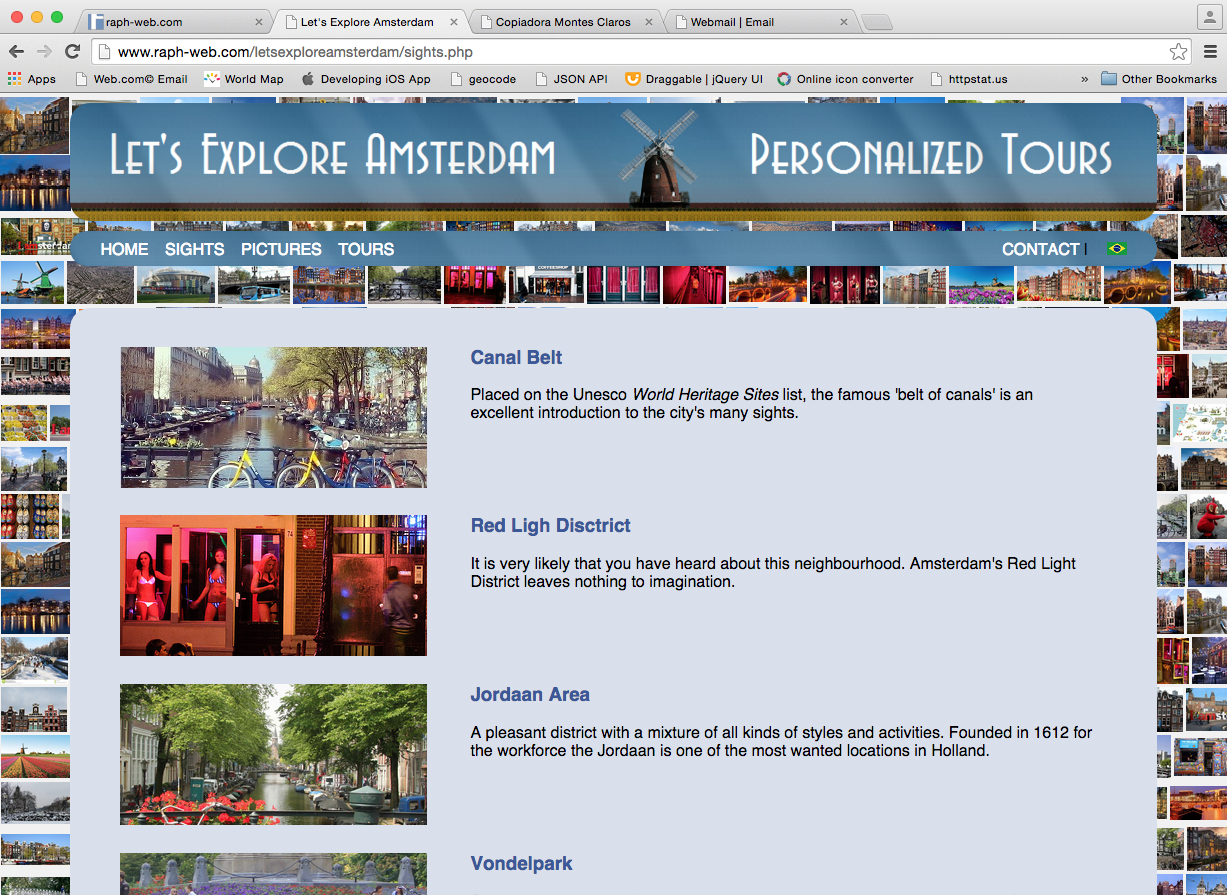 raph-web.com
Let's Explore Amsterdam
Copiadora Montes Claros
Webmail | Email
www.raph-web.com/letsexploreamsterdam/sights.php
Apps Web.com© Email World Map Developing iOS App geocode JSON API Draggable | jQuery UI Online icon converter httpstat.us » Other Bookmarks
LET'S EXPLORE AMSTERDAM PERSONALIZED TOURS
HOME SIGHTS PICTURES TOURS CONTACT |
COFFEESHOP
Canal Belt
Placed on the Unesco World Heritage Sites list, the famous 'belt of canals' is an
excellent introduction to the city's many sights.
Red Ligh Disctrict
It is very likely that you have heard about this neighbourhood. Amsterdam's Red Light
District leaves nothing to imagination.
74
Jordaan Area
A pleasant district with a mixture of all kinds of styles and activities. Founded in 1612 for
the workforce the Jordaan is one of the most wanted locations in Holland.
Vondelpark